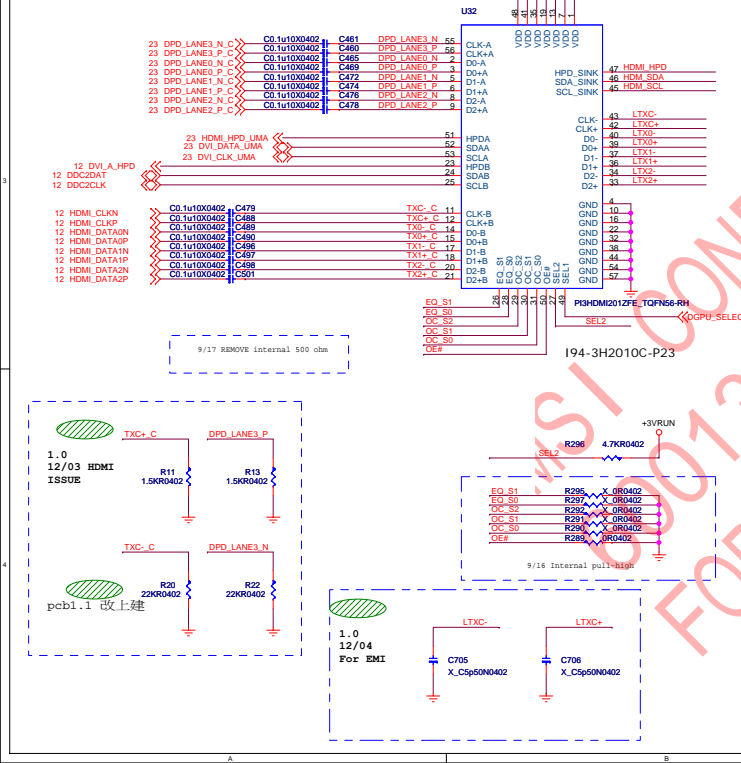 U32
48 41 35 19 13 7 1
VDD VDD VDD VDD VDD VDD VDD
23 DPD_LANE3_N_C C0.1u10X0402 C461 DPD_LANE3_N 55 CLK-A
23 DPD_LANE3_P_C C0.1u10X0402 C460 DPD_LANE3_P 56 CLK+A
23 DPD_LANE0_N_C C0.1u10X0402 C465 DPD_LANE0_N 2 D0-A
23 DPD_LANE0_P_C C0.1u10X0402 C469 DPD_LANE0_P 3 D0+A
23 DPD_LANE1_N_C C0.1u10X0402 C472 DPD_LANE1_N 5 D1-A
23 DPD_LANE1_P_C C0.1u10X0402 C474 DPD_LANE1_P 6 D1+A
23 DPD_LANE2_N_C C0.1u10X0402 C476 DPD_LANE2_N 8 D2-A
23 DPD_LANE2_P_C C0.1u10X0402 C478 DPD_LANE2_P 9 D2+A
HPD_SINK 47 HDMI_HPD
SDA_SINK 46 HDM_SDA
SCL_SINK 45 HDM_SCL
CLK- 43 LTXC-
CLK+ 42 LTXC+
D0- 40 LTX0-
D0+ 39 LTX0+
D1- 37 LTX1-
D1+ 36 LTX1+
D2- 34 LTX2-
D2+ 33 LTX2+
23 HDMI_HPD_UMA 51 HPDA
23 DVI_DATA_UMA 52 SDAA
23 DVI_CLK_UMA 53 SCLA
12 DVI_A_HPD 23 HPDB
12 DDC2DAT 24 SDAB
12 DDC2CLK 25 SCLB
12 HDMI_CLKN C0.1u10X0402 C479 TXC-_C 11 CLK-B
12 HDMI_CLKP C0.1u10X0402 C488 TXC+_C 12 CLK+B
12 HDMI_DATA0N C0.1u10X0402 C489 TX0-_C 14 D0-B
12 HDMI_DATA0P C0.1u10X0402 C490 TX0+_C 15 D0+B
12 HDMI_DATA1N C0.1u10X0402 C496 TX1-_C 17 D1-B
12 HDMI_DATA1P C0.1u10X0402 C497 TX1+_C 18 D1+B
12 HDMI_DATA2N C0.1u10X0402 C498 TX2-_C 20 D2-B
12 HDMI_DATA2P C0.1u10X0402 C501 TX2+_C 21 D2+B
GND 4
GND 10
GND 16
GND 22
GND 32
GND 38
GND 44
GND 54
GND 57
EQ_S1 EQ_S0 OC_S2 OC_S1 OC_S0 OE# SEL2 SEL1
26 28 29 30 31 50 27 49
EQ_S1
EQ_S0
OC_S2
OC_S1
OC_S0
OE#
SEL2
PI3HDMI201ZFE_TQFN56-RH
DGPU_SELEC
I94-3H2010C-P23
9/17 REMOVE internal 500 ohm
1.0
12/03 HDMI
ISSUE
TXC+_C
R11
1.5KR0402
DPD_LANE3_P
R13
1.5KR0402
TXC-_C
R20
22KR0402
DPD_LANE3_N
R22
22KR0402
pcb1.1 改上建
+3VRUN
SEL2 R296 4.7KR0402
EQ_S1 R295 X_0R0402
EQ_S0 R297 X_0R0402
OC_S2 R292 X_0R0402
OC_S1 R291 X_0R0402
OC_S0 R290 X_0R0402
OE# R289 0R0402
9/16 Internal pull-high
1.0
12/04
For EMI
LTXC-
C705
X_C5p50N0402
LTXC+
C706
X_C5p50N0402
3
4
A
B
MSI CONF
60013
FOR